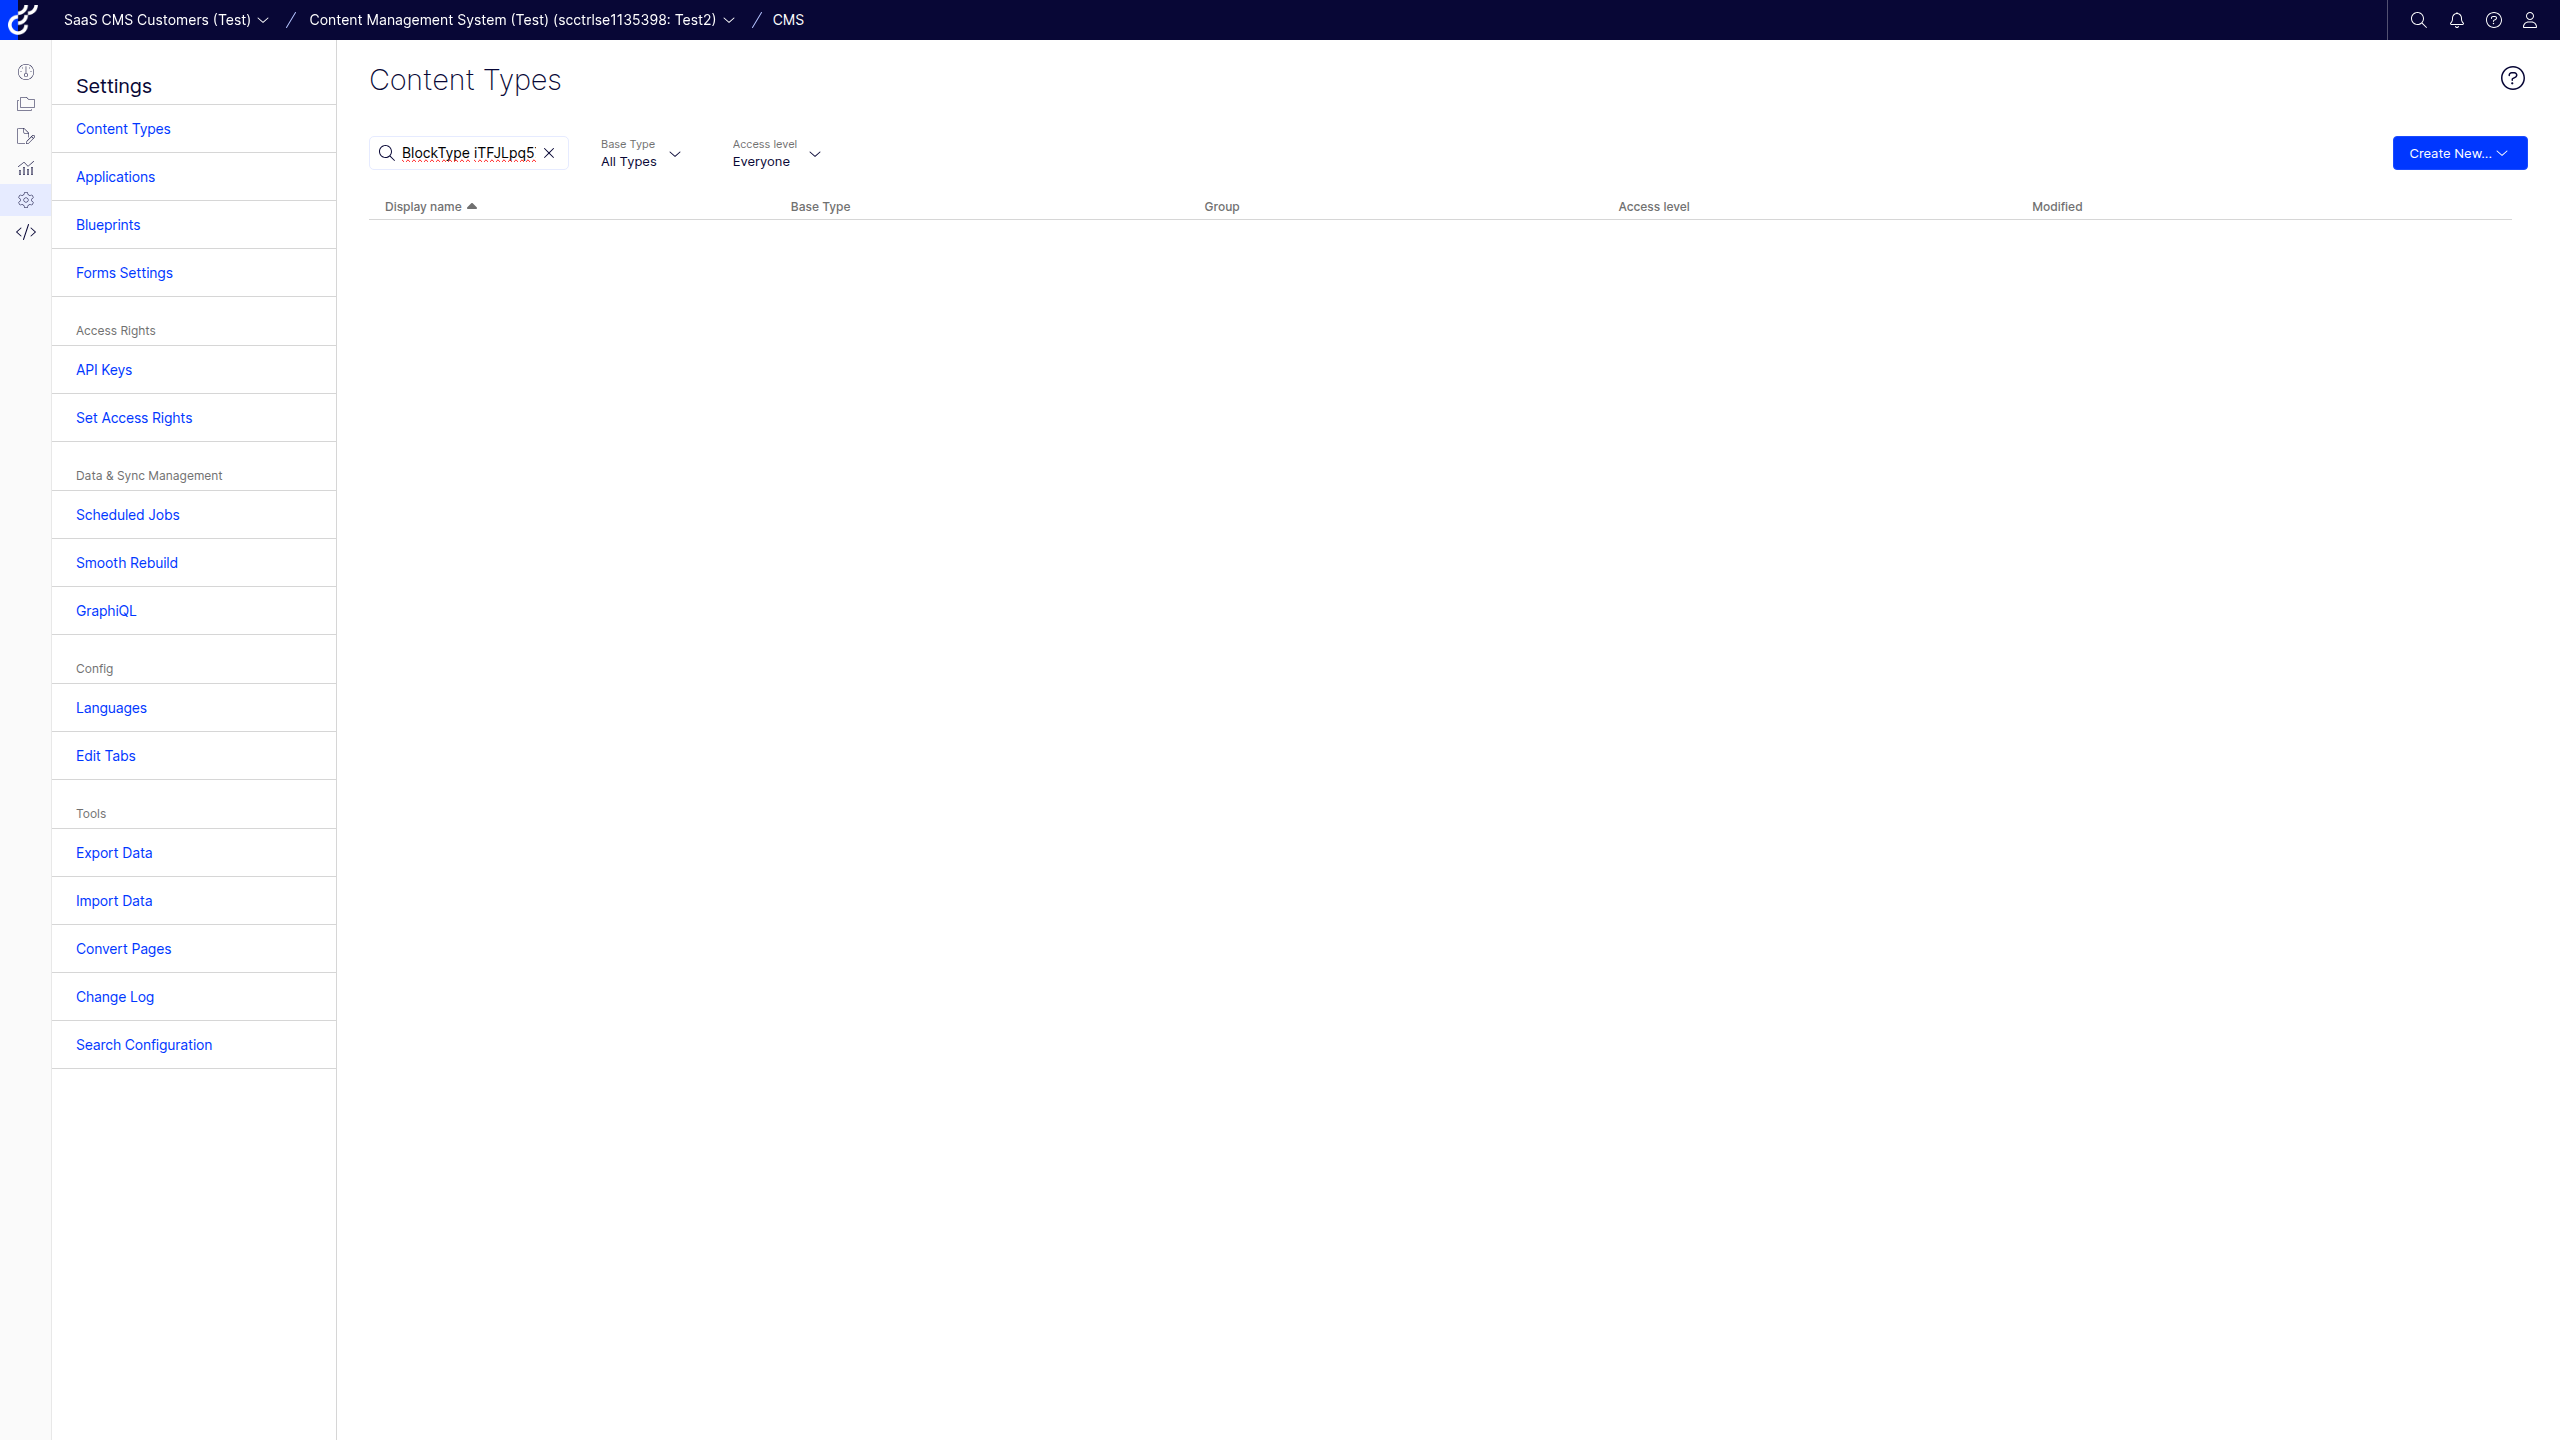 SaaS CMS Customers (Test) / Content Management System (Test) (scctrlse1135398: Test2) / CMS
Settings
Content Types
Applications
Blueprints
Forms Settings
Access Rights
API Keys
Set Access Rights
Data & Sync Management
Scheduled Jobs
Smooth Rebuild
GraphiQL
Config
Languages
Edit Tabs
Tools
Export Data
Import Data
Convert Pages
Change Log
Search Configuration
Content Types
BlockType iTFJLpq5
Base Type
All Types
Access level
Everyone
Create New...
Display name
Base Type
Group
Access level
Modified